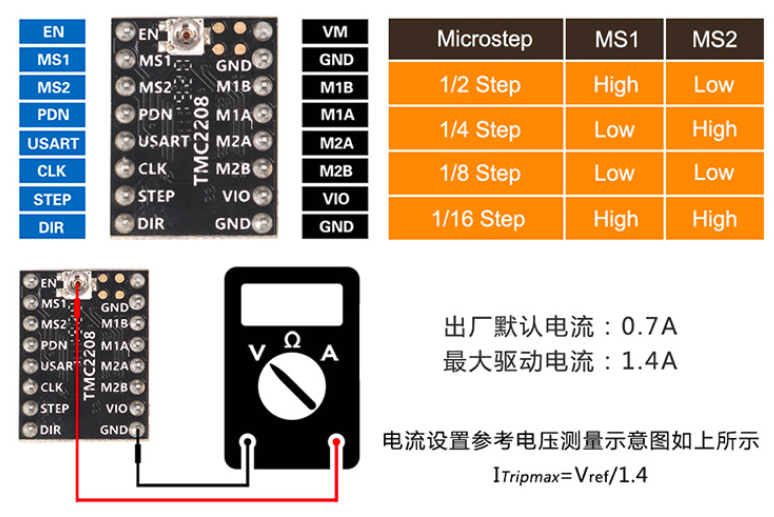 EN
MS1
MS2
PDN
USART
CLK
STEP
DIR
EN
MS1
MS2
PDN
USART
CLK
STEP
DIR
TMC2208
GND
M1B
M1A
M2A
M2B
VIO
GND
VM
GND
M1B
M1A
M2A
M2B
VIO
GND
Microstep MS1 MS2
1/2 Step High Low
1/4 Step Low High
1/8 Step Low Low
1/16 Step High High
EN
MS1
MS2
PDN
USART
CLK
STEP
DIR
TMC2208
GND
M1B
M1A
M2A
M2B
VIO
GND
V Ω A
出厂默认电流：0.7A
最大驱动电流：1.4A
电流设置参考电压测量示意图如上所示
ITripmax=Vref/1.4